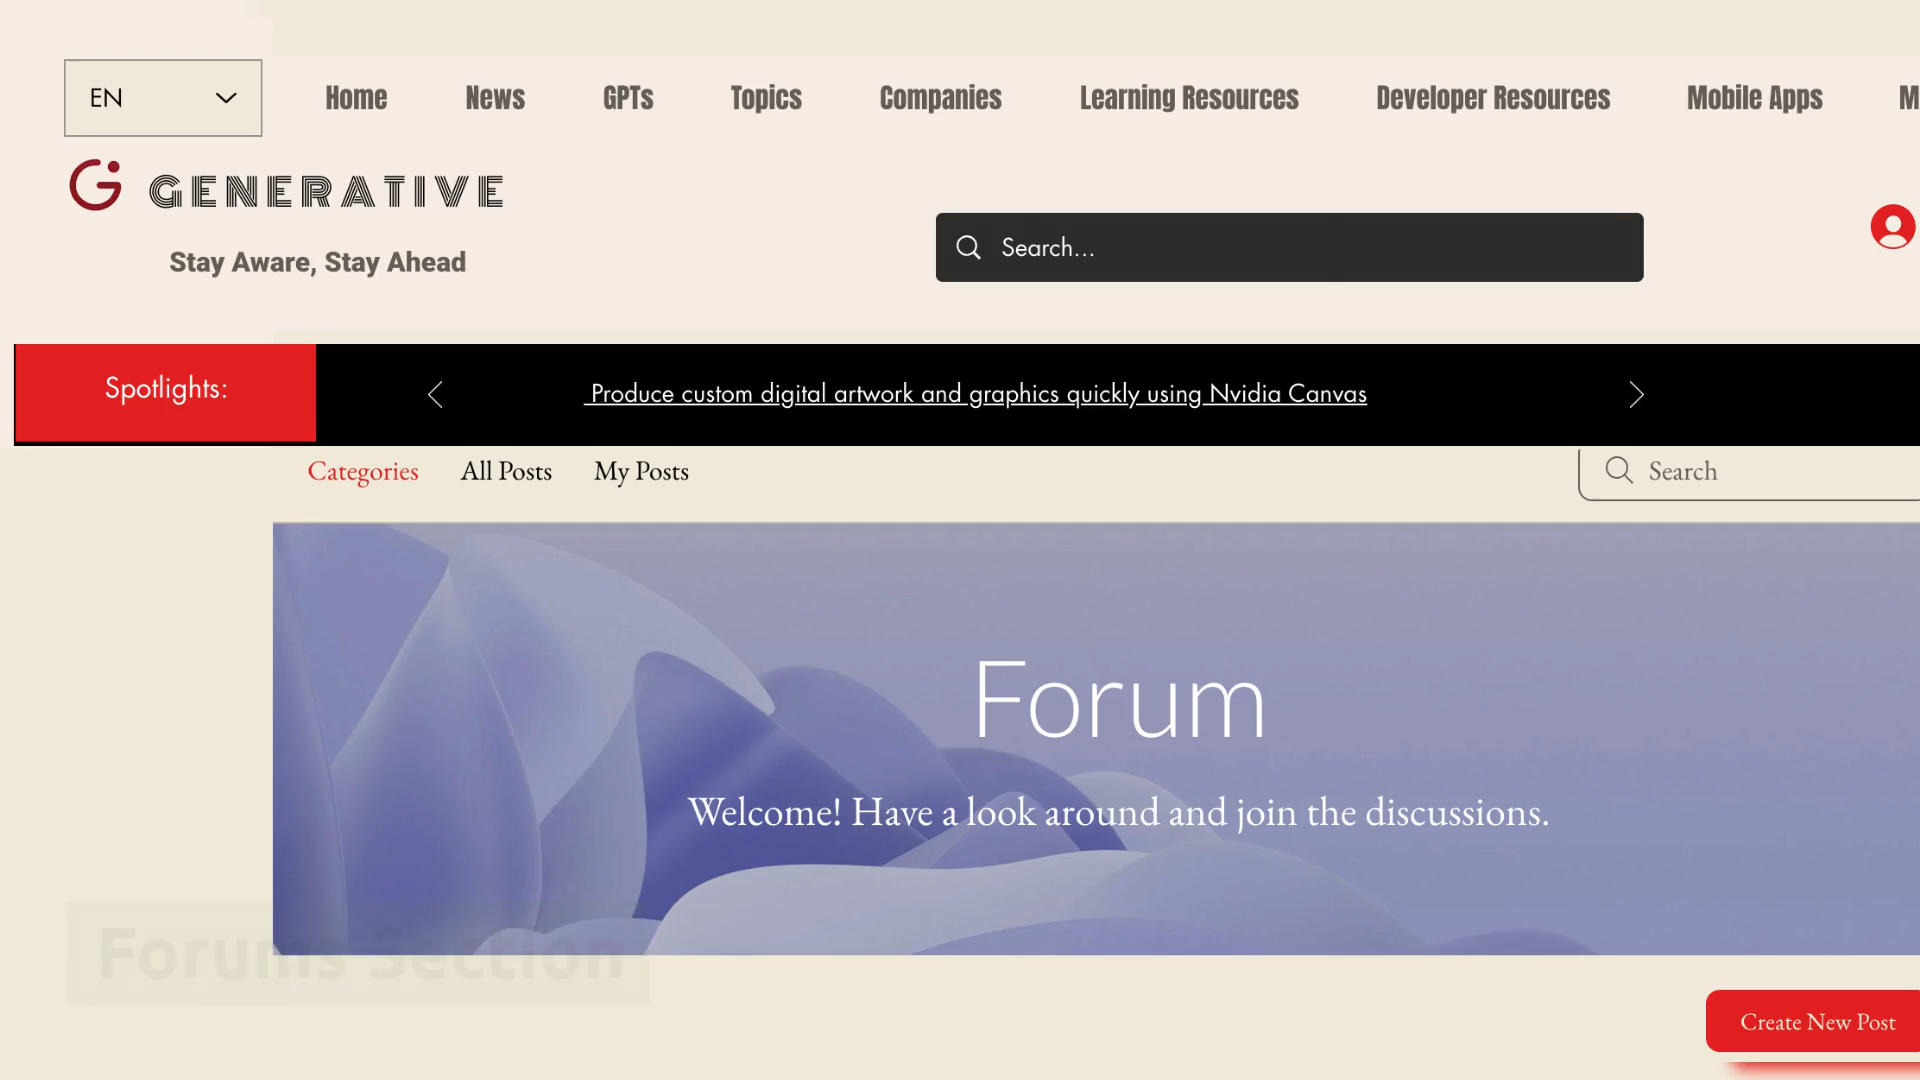 EN
Home News GPTs Topics Companies Learning Resources Developer Resources Mobile Apps M
GENERATIVE
Stay Aware, Stay Ahead
Search...
Spotlights:
Produce custom digital artwork and graphics quickly using Nvidia Canvas
Categories All Posts My Posts
Search
Forum
Welcome! Have a look around and join the discussions.
Forums Section
Create New Post